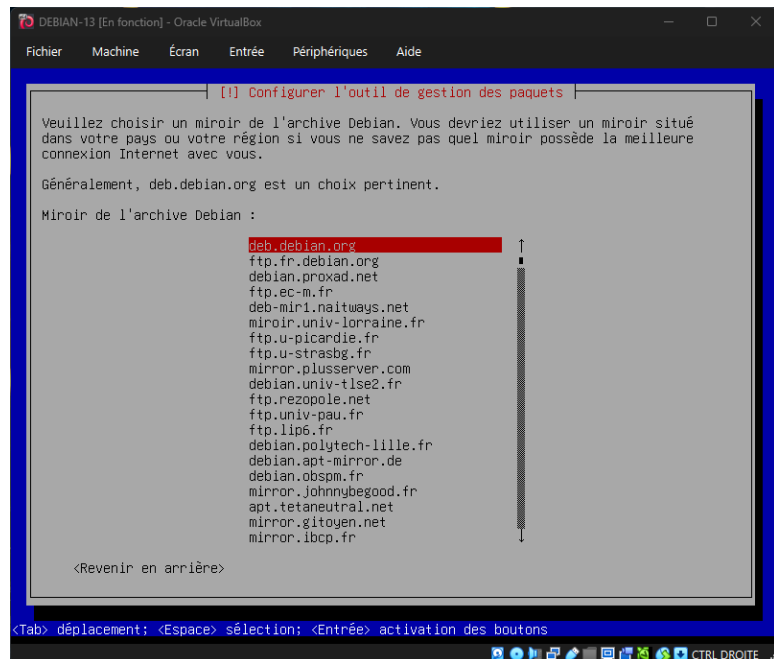 DEBIAN-13 [En fonction] - Oracle VirtualBox
Fichier Machine Écran Entrée Périphériques Aide
[!] Configurer l'outil de gestion des paquets
Veuillez choisir un miroir de l'archive Debian. Vous devriez utiliser un miroir situé
dans votre pays ou votre région si vous ne savez pas quel miroir possède la meilleure
connexion Internet avec vous.
Généralement, deb.debian.org est un choix pertinent.
Miroir de l'archive Debian :
deb.debian.org
ftp.fr.debian.org
debian.proxad.net
ftp.ec-m.fr
deb-mir1.naitways.net
miroir.univ-lorraine.fr
ftp.u-picardie.fr
ftp.u-strasbg.fr
mirror.plusserver.com
debian.univ-tlse2.fr
ftp.rezopole.net
ftp.univ-pau.fr
ftp.lip6.fr
debian.polytech-lille.fr
debian.apt-mirror.de
debian.obspm.fr
mirror.johnnybegood.fr
apt.tetaneutral.net
mirror.gitoyen.net
mirror.ibcp.fr
<Revenir en arrière>
<Tab> déplacement; <Espace> sélection; <Entrée> activation des boutons
CTRL DROITE